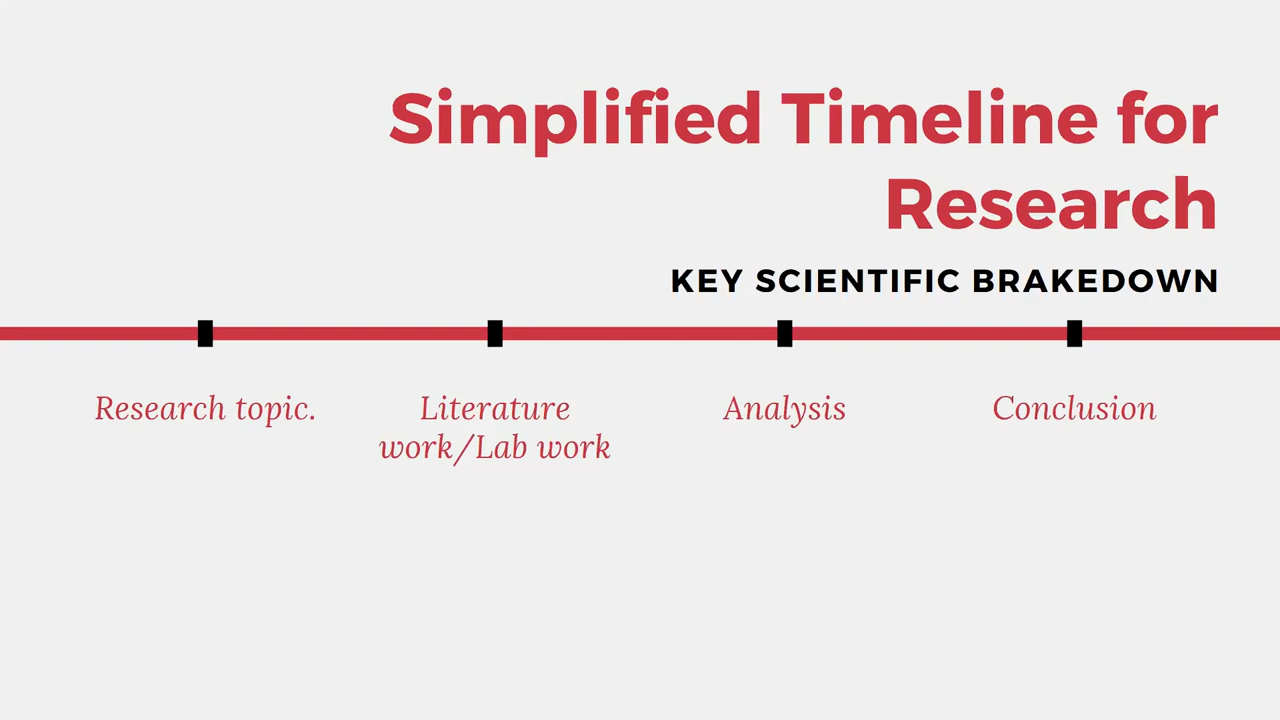 Simplified Timeline for
Research
KEY SCIENTIFIC BRAKEDOWN
Research topic.
Literature
work/Lab work
Analysis
Conclusion